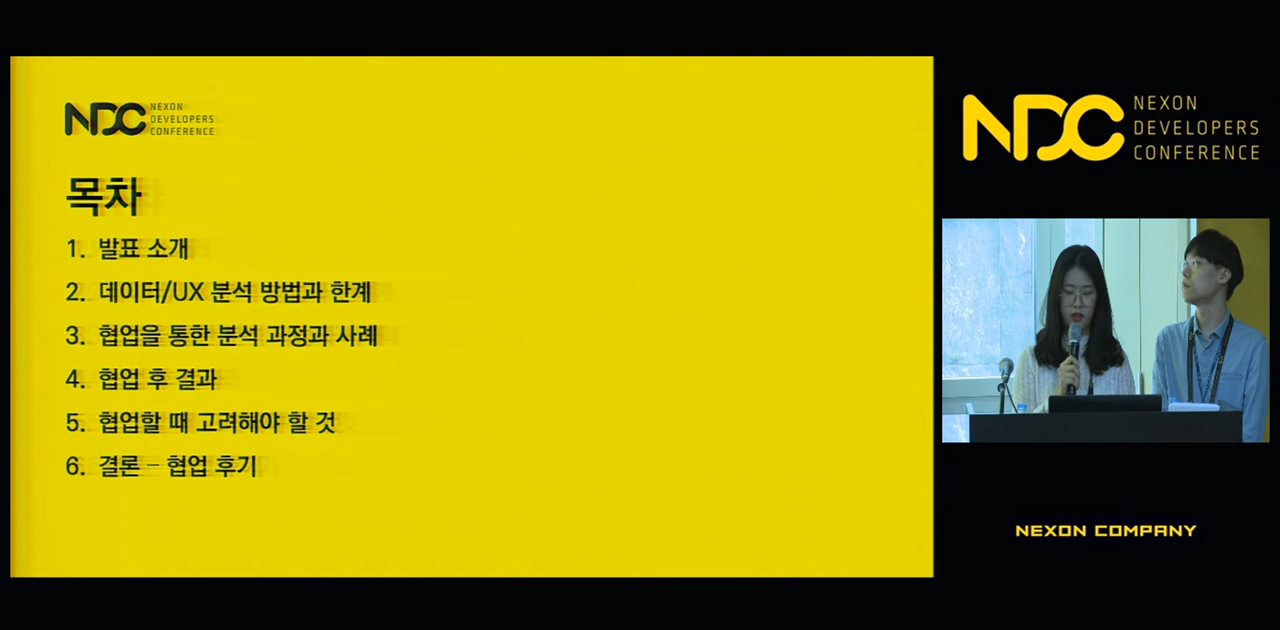 NDC NEXON
DEVELOPERS
CONFERENCE
목차
1. 발표 소개
2. 데이터/UX 분석 방법과 한계
3. 협업을 통한 분석 과정과 사례
4. 협업 후 결과
5. 협업할 때 고려해야 할 것
6. 결론 – 협업 후기
NDC NEXON
DEVELOPERS
CONFERENCE
NEXON COMPANY